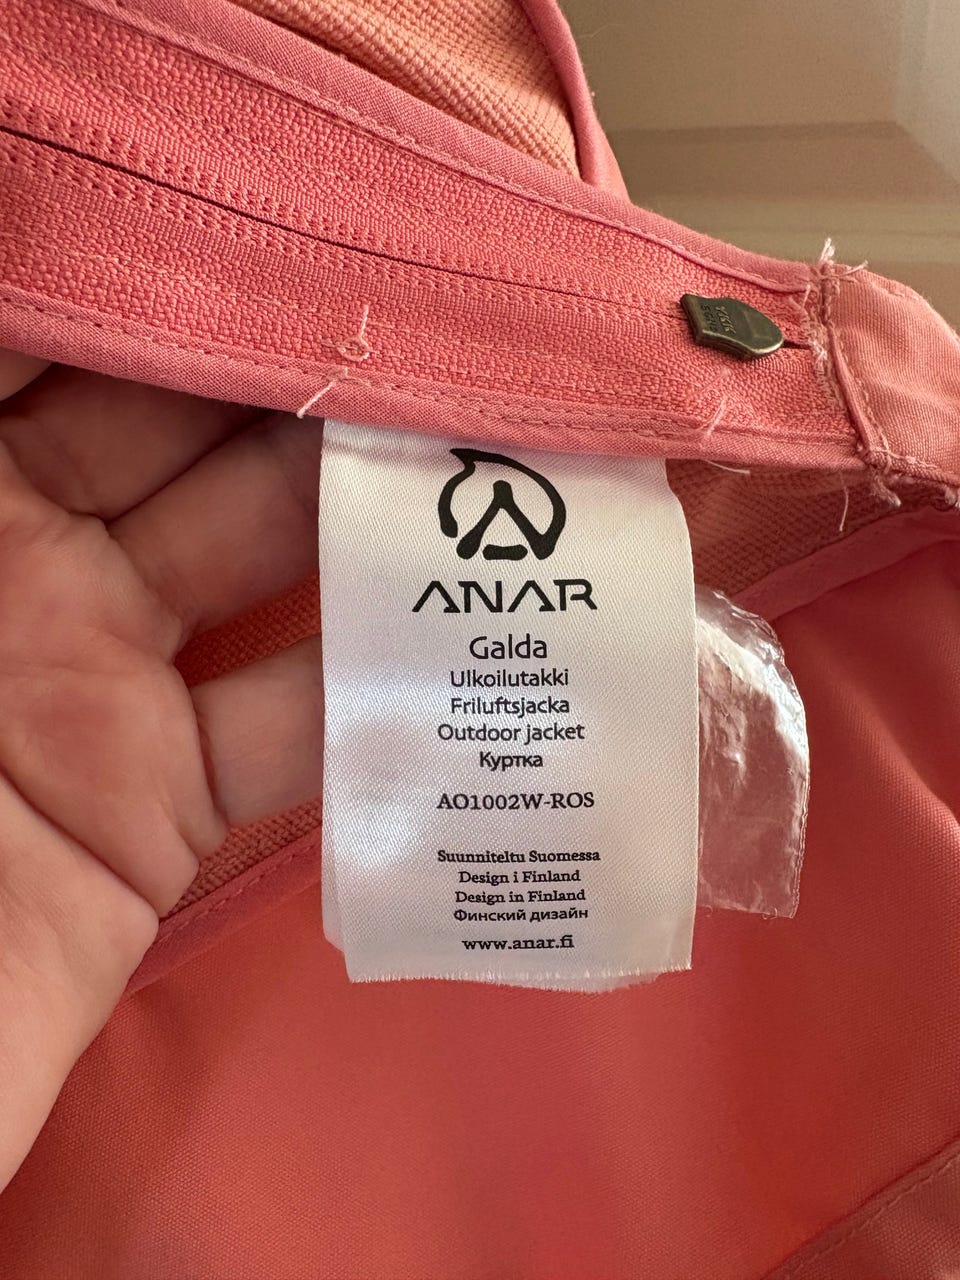 ANAR
Galda
Ulkoilutakki
Friluftsjacka
Outdoor jacket
Куртка
AO1002W-ROS
Suunniteltu Suomessa
Design i Finland
Design in Finland
Финский дизайн
www.anar.fi